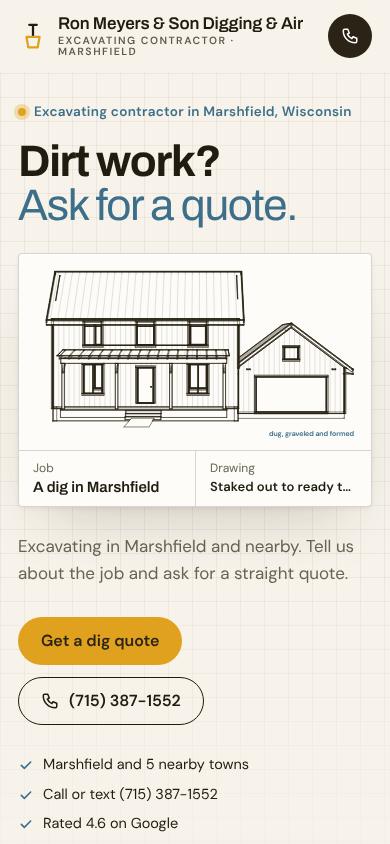 Ron Meyers & Son Digging & Air
EXCAVATING CONTRACTOR ·
MARSHFIELD
Excavating contractor in Marshfield, Wisconsin
Dirt work?
Ask for a quote.
dug, graveled and formed
Job
A dig in Marshfield
Drawing
Staked out to ready t...
Excavating in Marshfield and nearby. Tell us
about the job and ask for a straight quote.
Get a dig quote
(715) 387-1552
Marshfield and 5 nearby towns
Call or text (715) 387-1552
Rated 4.6 on Google